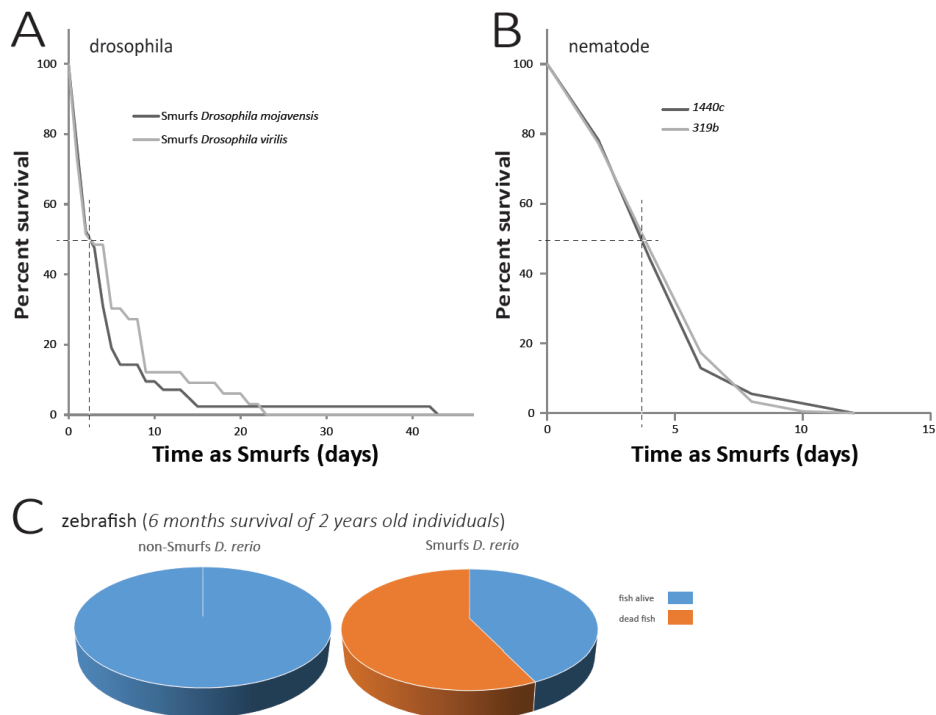 A
drosophila
Percent survival
100
80
60
40
20
0
Smurfs Drosophila mojavensis
Smurfs Drosophila virilis
0 10 20 30 40
Time as Smurfs (days)
B
nematode
Percent survival
100
80
60
40
20
0
1440c
319b
0 5 10 15
Time as Smurfs (days)
C zebrafish (6 months survival of 2 years old individuals)
non-Smurfs D. rerio
Smurfs D. rerio
fish alive
dead fish